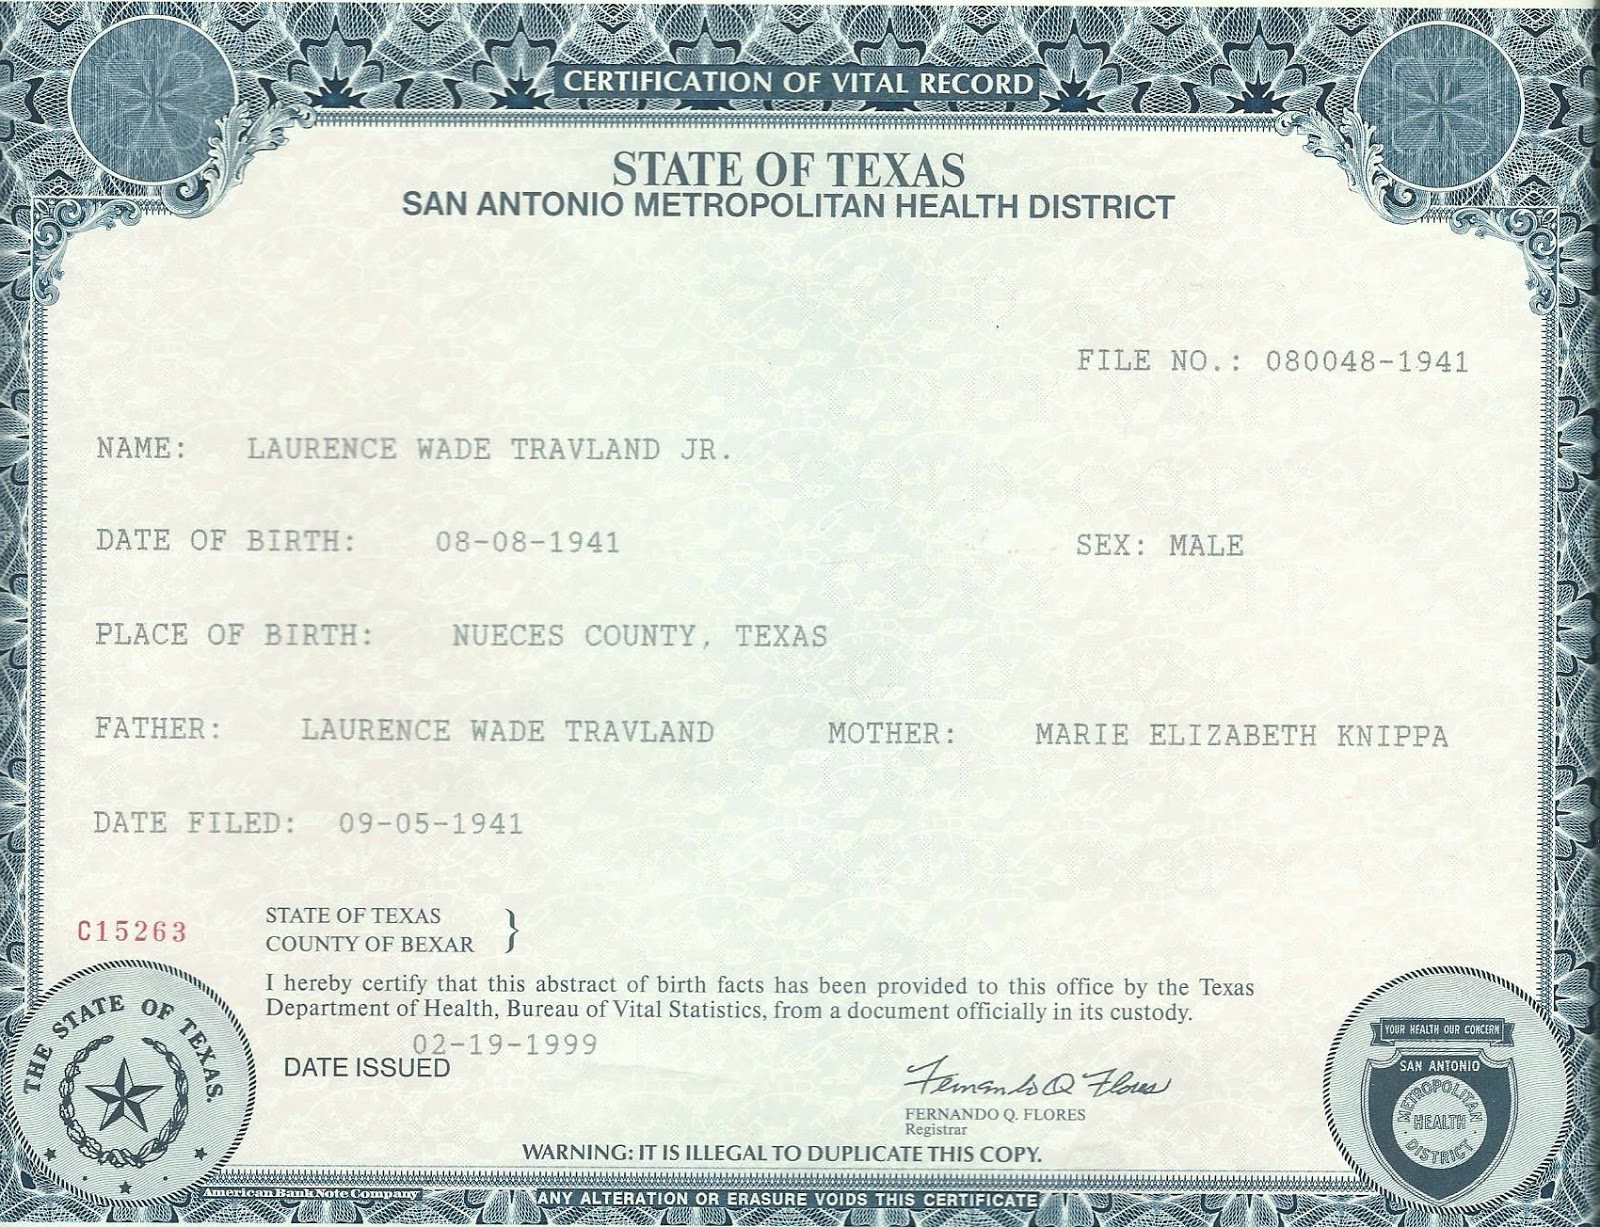 CERTIFICATION OF VITAL RECORD
STATE OF TEXAS
SAN ANTONIO METROPOLITAN HEALTH DISTRICT
FILE NO.: 080048-1941
NAME: LAURENCE WADE TRAVLAND JR.
DATE OF BIRTH: 08-08-1941 SEX: MALE
PLACE OF BIRTH: NUECES COUNTY, TEXAS
FATHER: LAURENCE WADE TRAVLAND MOTHER: MARIE ELIZABETH KNIPPA
DATE FILED: 09-05-1941
C15263
STATE OF TEXAS
COUNTY OF BEXAR }
I hereby certify that this abstract of birth facts has been provided to this office by the Texas
Department of Health, Bureau of Vital Statistics, from a document officially in its custody.
02-19-1999
DATE ISSUED
Fernando Q Flores
FERNANDO Q. FLORES
Registrar
WARNING: IT IS ILLEGAL TO DUPLICATE THIS COPY.
THE STATE OF TEXAS.
YOUR HEALTH OUR CONCERN
SAN ANTONIO
METROPOLITAN
HEALTH
DISTRICT
American Bank Note Company
ANY ALTERATION OR ERASURE VOIDS THIS CERTIFICATE